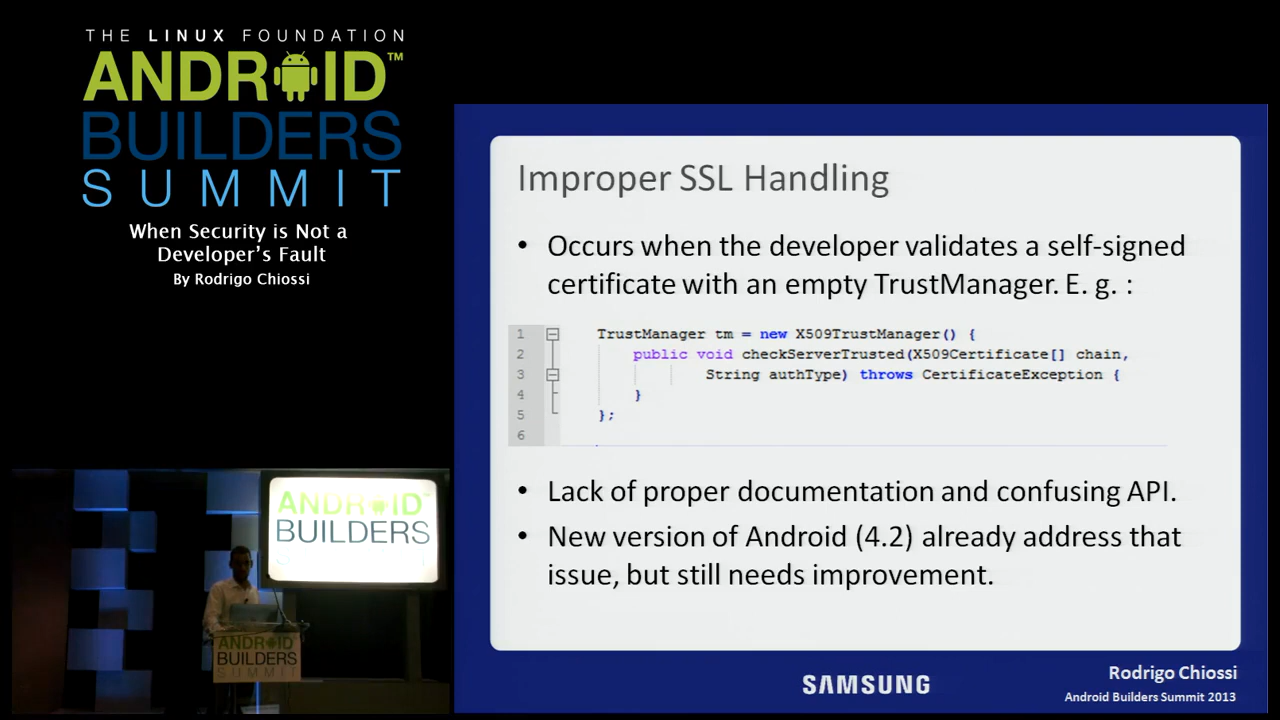 THE LINUX FOUNDATION
ANDROID™
BUILDERS
SUMMIT
When Security is Not a
Developer's Fault
By Rodrigo Chiossi
Improper SSL Handling
• Occurs when the developer validates a self-signed
certificate with an empty TrustManager. E. g. :
1 TrustManager tm = new X509TrustManager() {
2 public void checkServerTrusted(X509Certificate[] chain,
3 String authType) throws CertificateException {
4 }
5 };
6
• Lack of proper documentation and confusing API.
• New version of Android (4.2) already address that
issue, but still needs improvement.
SAMSUNG
Rodrigo Chiossi
Android Builders Summit 2013
ANDROID™
BUILDERS
ANDROID
BUILDERS
SUMMIT